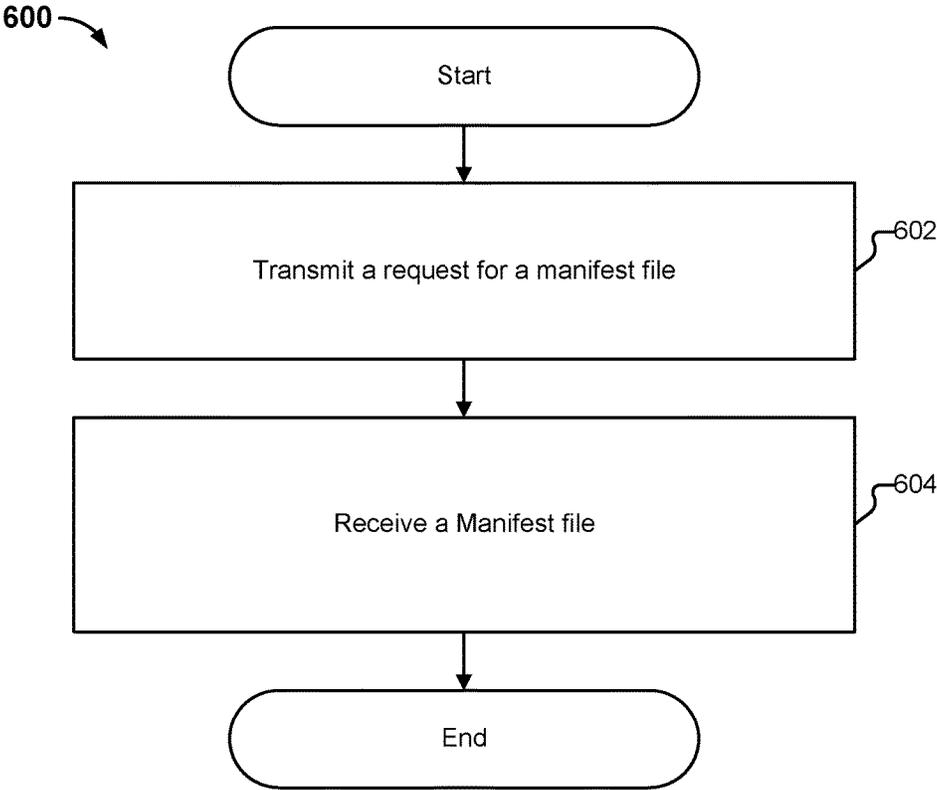 600
Start
Transmit a request for a manifest file
602
Receive a Manifest file
604
End